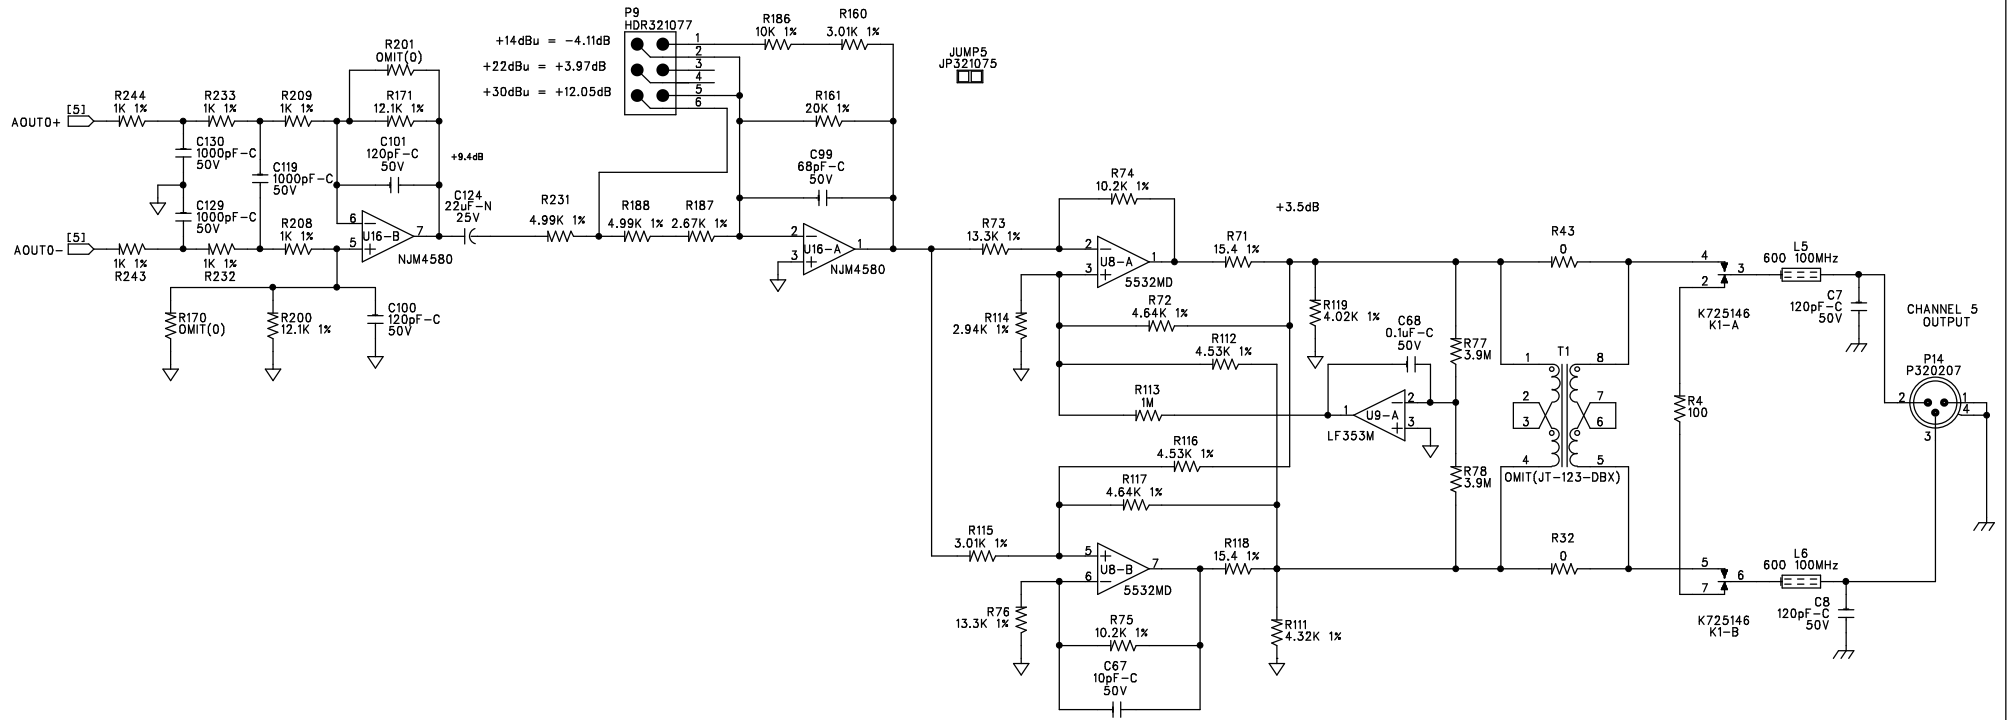 P9
HDR321077
+14dBu = -4.11dB
+22dBu = +3.97dB
+30dBu = +12.05dB
1
2
3
4
5
6
R186
10K 1%
R160
3.01K 1%
JUMP5
JP321075
R201
OMIT(0)
R171
12.1K 1%
C101
120pF-C
50V
+9.4dB
R161
20K 1%
C99
68pF-C
50V
AOUT0+
[5]
R244
1K 1%
R233
1K 1%
R209
1K 1%
C130
1000pF-C
50V
C119
1000pF-C
50V
C129
1000pF-C
50V
AOUT0-
[5]
1K 1%
R243
1K 1%
R232
R208
1K 1%
6
5
7
U16-B
NJM4580
R170
OMIT(0)
R200
12.1K 1%
C100
120pF-C
50V
C124
22uF-N
25V
R231
4.99K 1%
R188
4.99K 1%
R187
2.67K 1%
2
3
1
U16-A
NJM4580
R73
13.3K 1%
R74
10.2K 1%
+3.5dB
2
3
1
U8-A
5532MD
R71
15.4 1%
R114
2.94K 1%
R72
4.64K 1%
R112
4.53K 1%
R113
1M
R116
4.53K 1%
R117
4.64K 1%
R119
4.02K 1%
C68
0.1uF-C
50V
1
2
3
U9-A
LF353M
R77
3.9M
R78
3.9M
R115
3.01K 1%
5
6
7
U8-B
5532MD
R118
15.4 1%
R76
13.3K 1%
R75
10.2K 1%
C67
10pF-C
50V
R111
4.32K 1%
R43
0
T1
1
2
3
4
8
7
6
5
OMIT(JT-123-DBX)
R32
0
4
3
2
K725146
K1-A
R4
100
5
6
7
K725146
K1-B
L5
600 100MHz
C7
120pF-C
50V
L6
600 100MHz
C8
120pF-C
50V
CHANNEL 5
OUTPUT
P14
P320207
2
1
4
3